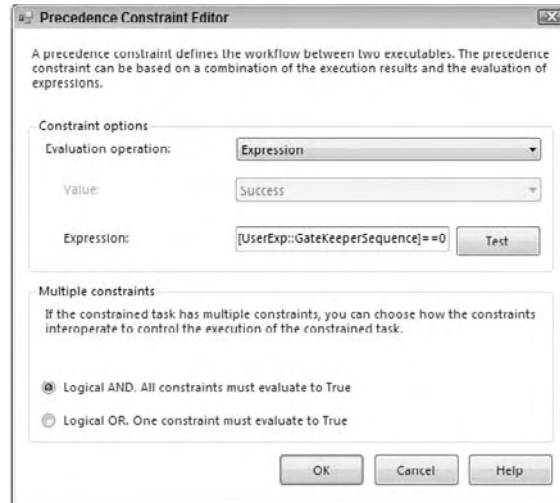 Precedence Constraint Editor
A precedence constraint defines the workflow between two executables. The precedence
constraint can be based on a combination of the execution results and the evaluation of
expressions.
Constraint options
Evaluation operation: Expression
Value: Success
Expression: [UserExp::GateKeeperSequence]==0 Test
Multiple constraints
If the constrained task has multiple constraints, you can choose how the constraints
interoperate to control the execution of the constrained task.
Logical AND. All constraints must evaluate to True
Logical OR. One constraint must evaluate to True
OK Cancel Help